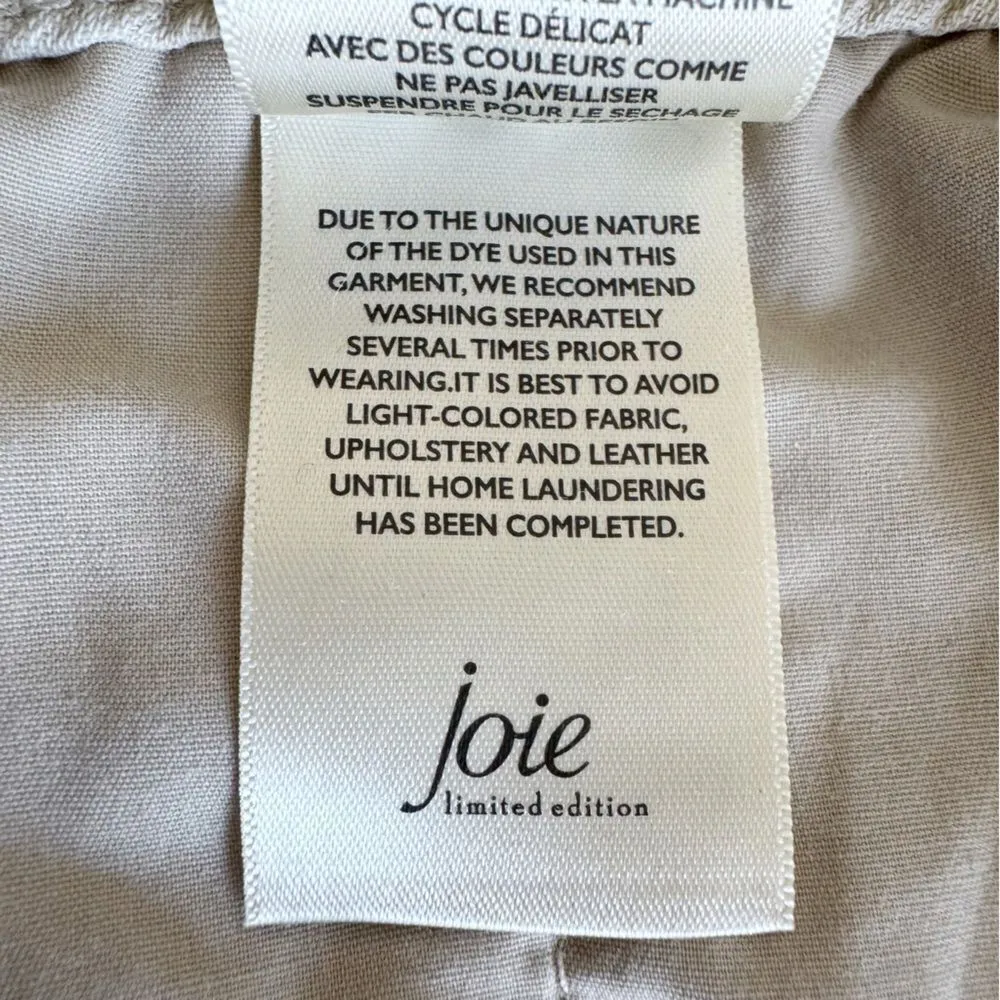 MACHINE
CYCLE DÉLICAT
AVEC DES COULEURS COMME
NE PAS JAVELLISER
SUSPENDRE POUR LE SECHAGE
DUE TO THE UNIQUE NATURE
OF THE DYE USED IN THIS
GARMENT, WE RECOMMEND
WASHING SEPARATELY
SEVERAL TIMES PRIOR TO
WEARING.IT IS BEST TO AVOID
LIGHT-COLORED FABRIC,
UPHOLSTERY AND LEATHER
UNTIL HOME LAUNDERING
HAS BEEN COMPLETED.
joie
limited edition